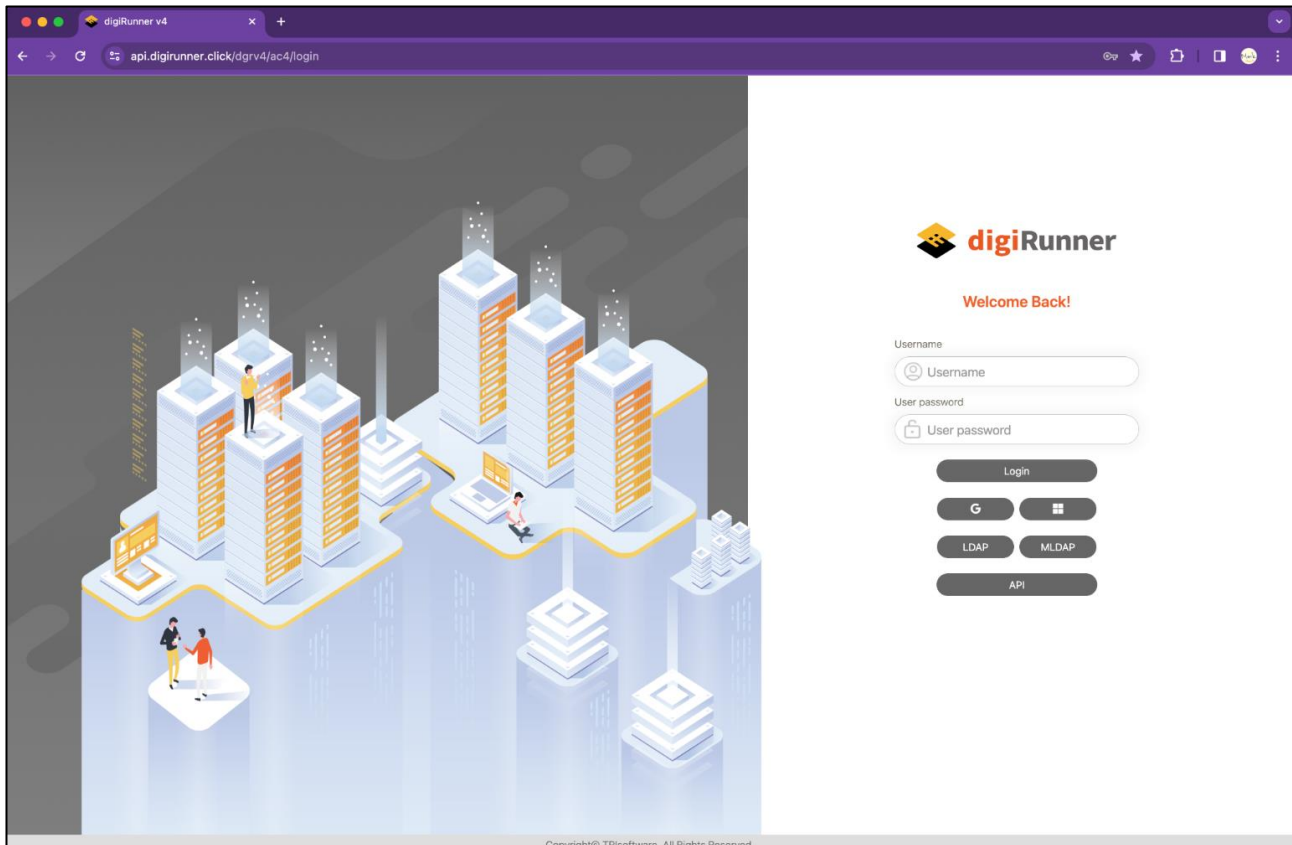 digiRunner v4
api.digirunner.click/dgrv4/ac4/login
digiRunner
Welcome Back!
Username
Username
User password
User password
Login
G
LDAP MLDAP
API
Copyright© TPIsoftware. All Rights Reserved.